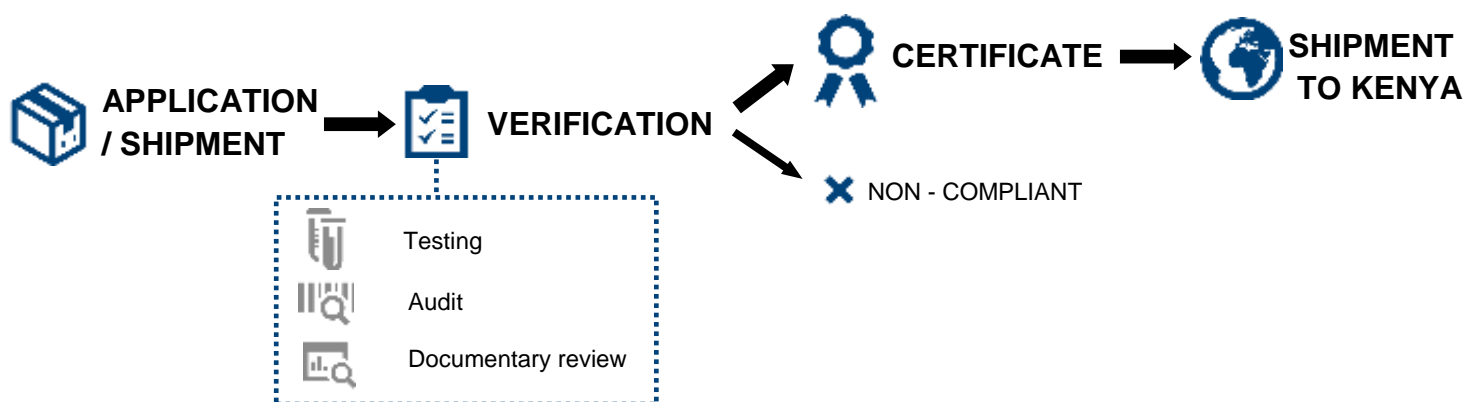 APPLICATION
/ SHIPMENT
VERIFICATION
CERTIFICATE
SHIPMENT
TO KENYA
NON - COMPLIANT
Testing
Audit
Documentary review